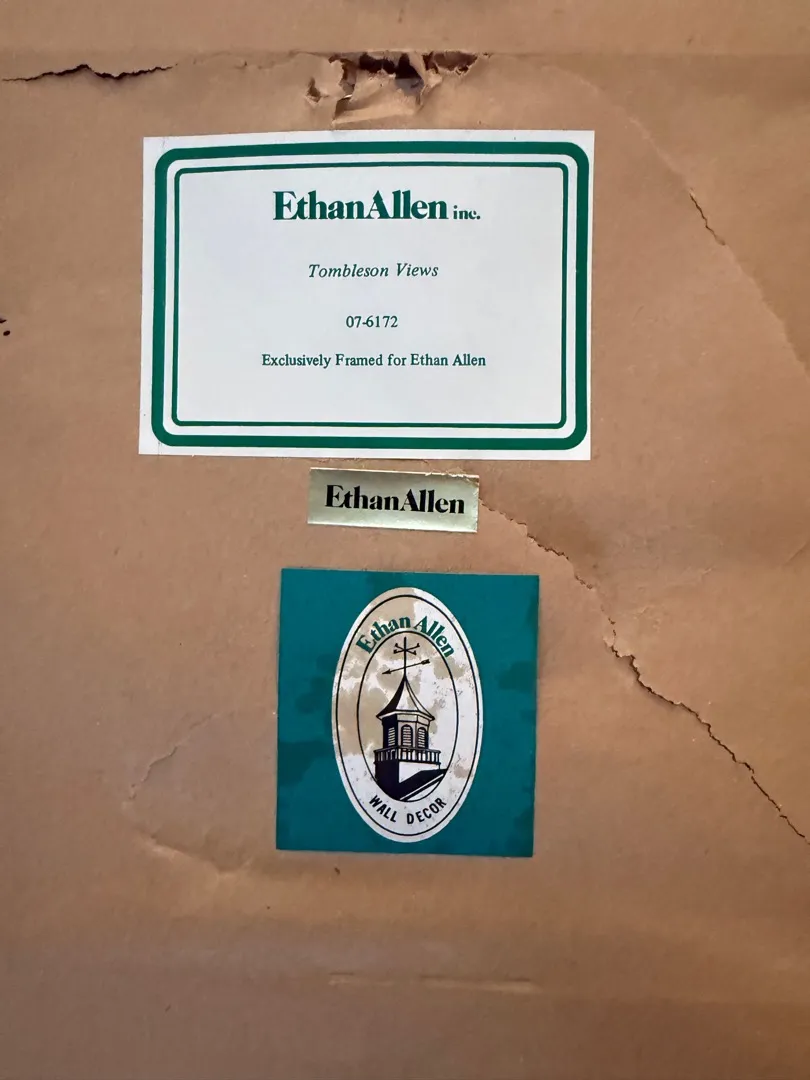 EthanAllen inc.
Tombleson Views
07-6172
Exclusively Framed for Ethan Allen
EthanAllen
Ethan Allen
WALL DECOR